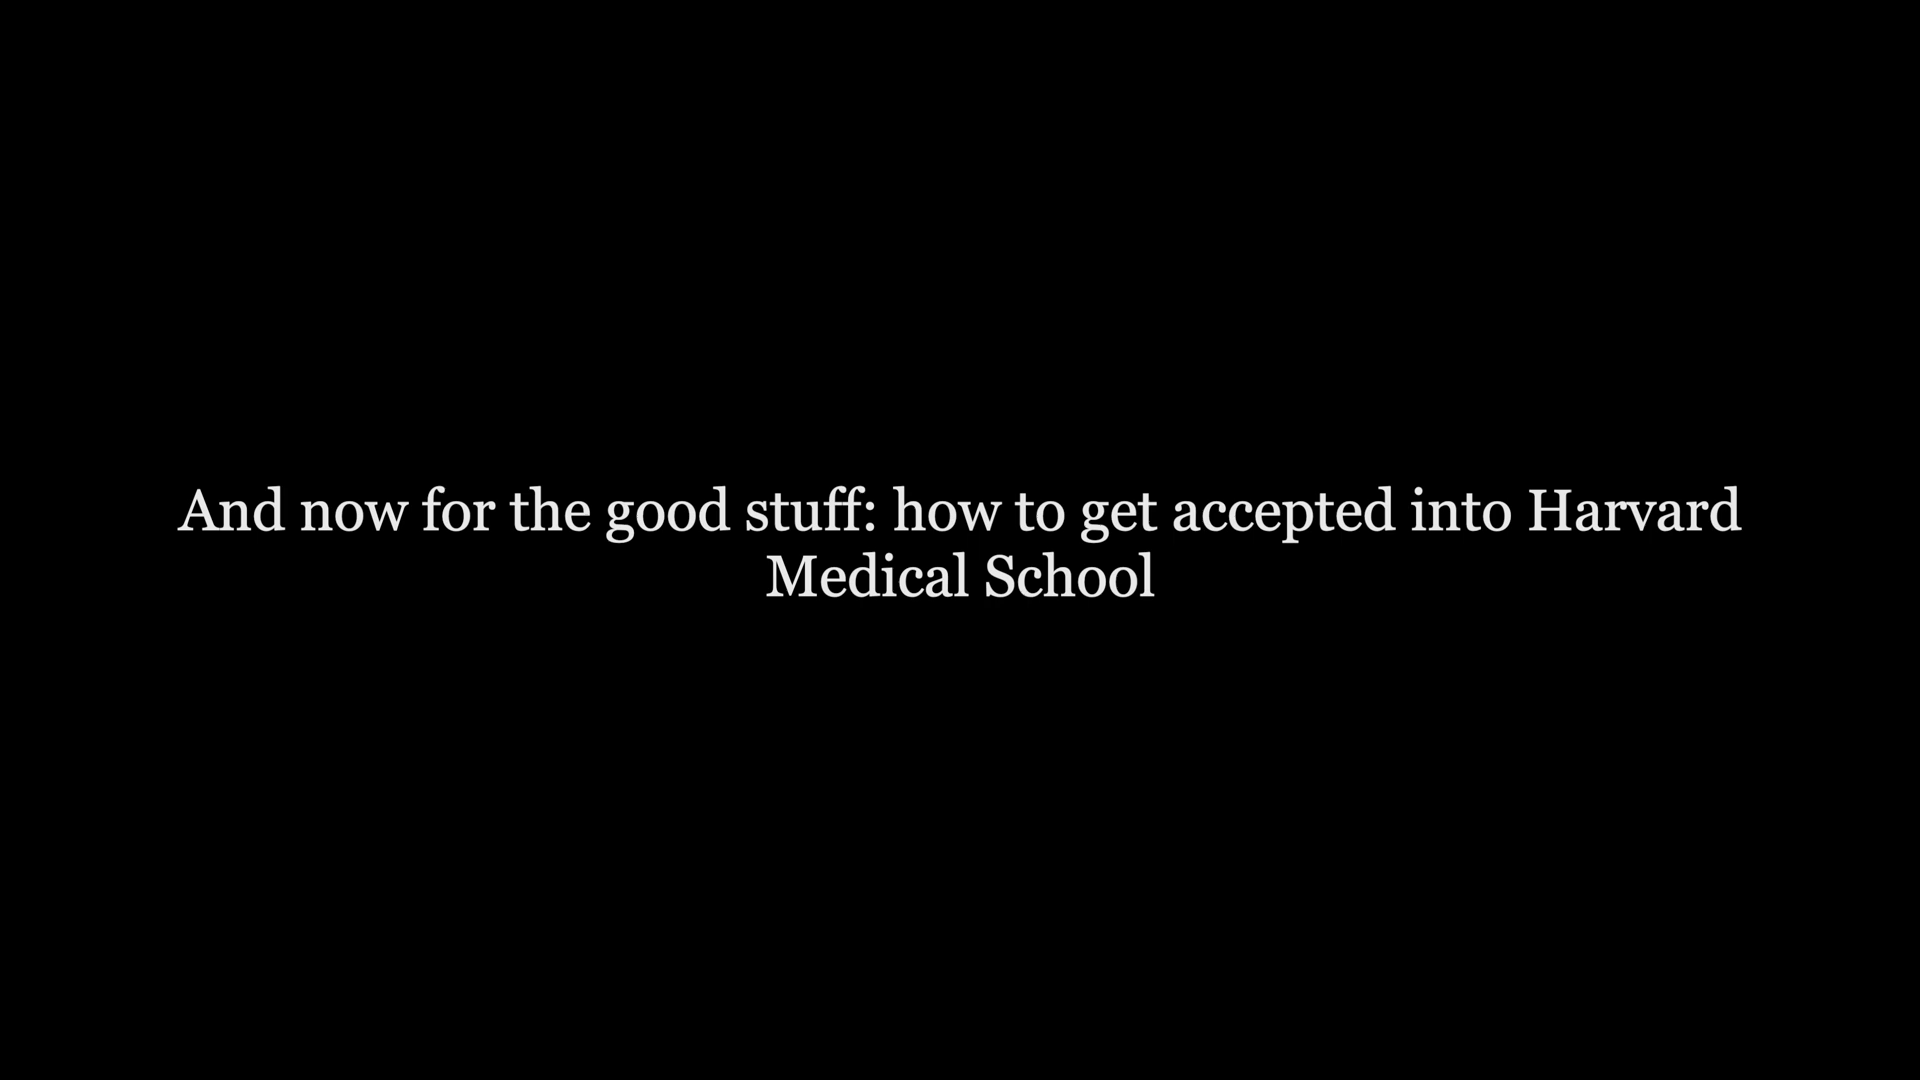 And now for the good stuff: how to get accepted into Harvard
Medical School